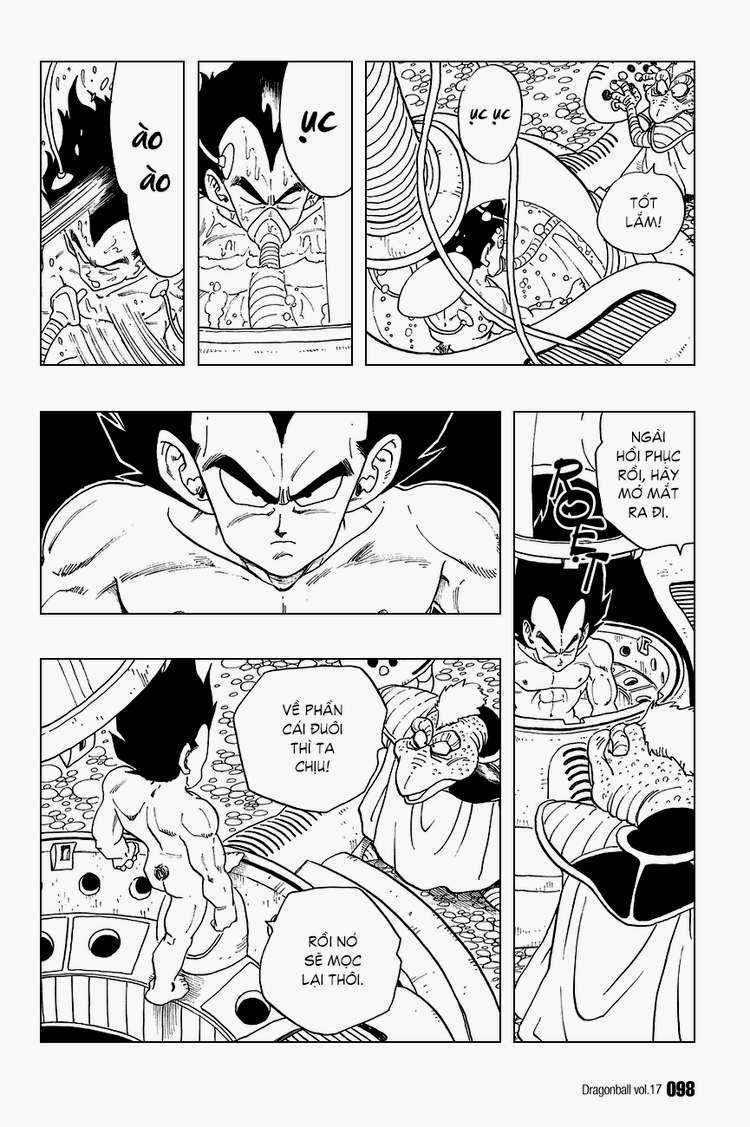 ỤC ỤC
TỐT
LẮM!
ỤC
ÀO
ÀO
NGÀI
HỒI PHỤC
RỒI, HÃY
MỞ MẮT
RA ĐI.
ROẸT
VỀ PHẦN
CÁI ĐUÔI
THÌ TA
CHỊU!
RỒI NÓ
SẼ MỌC
LẠI THÔI.
Dragonball vol.17 098